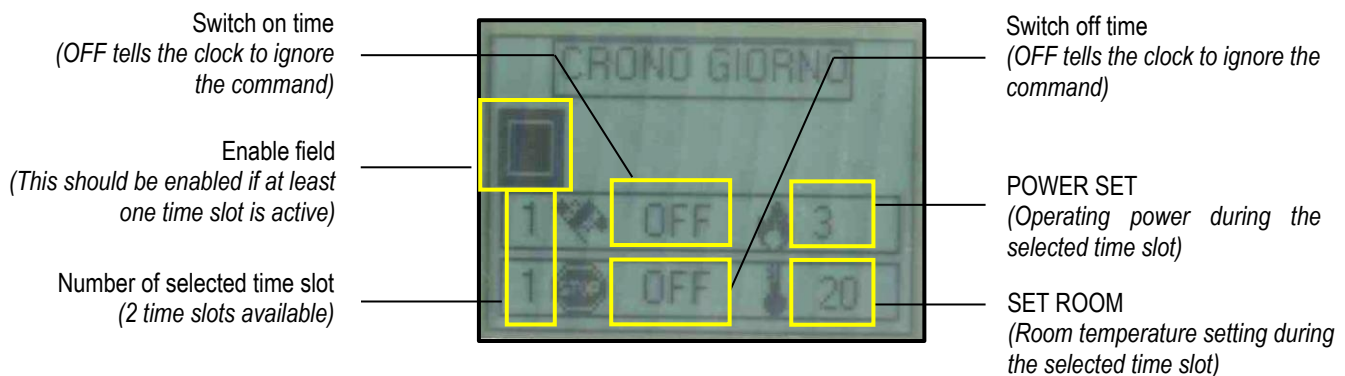 Switch on time
(OFF tells the clock to ignore
the command)
Enable field
(This should be enabled if at least
one time slot is active)
Number of selected time slot
(2 time slots available)
CRONO GIORNO
1 OFF 3
1 STOP OFF 20
Switch off time
(OFF tells the clock to ignore the
command)
POWER SET
(Operating power during the
selected time slot)
SET ROOM
(Room temperature setting during
the selected time slot)